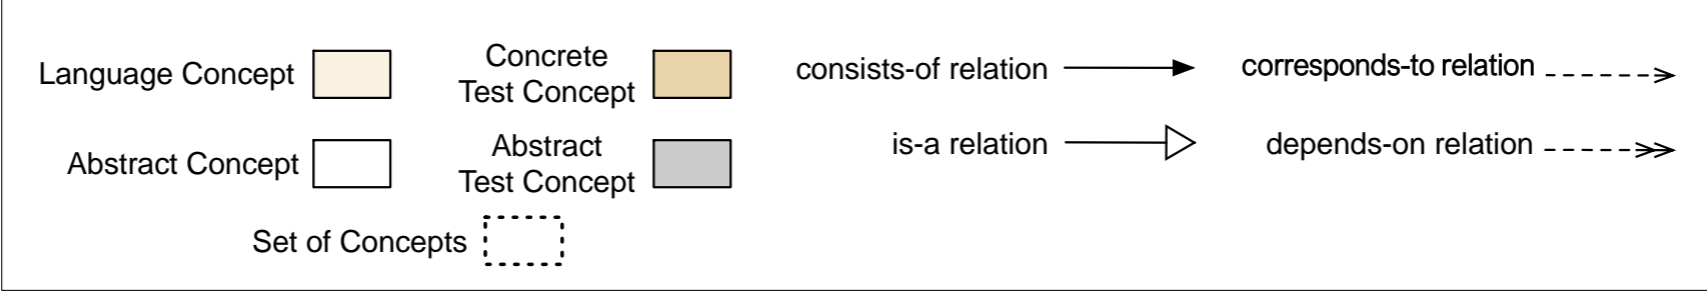 Language Concept
Concrete
Test Concept
consists-of relation
corresponds-to relation
Abstract Concept
Abstract
Test Concept
is-a relation
depends-on relation
Set of Concepts